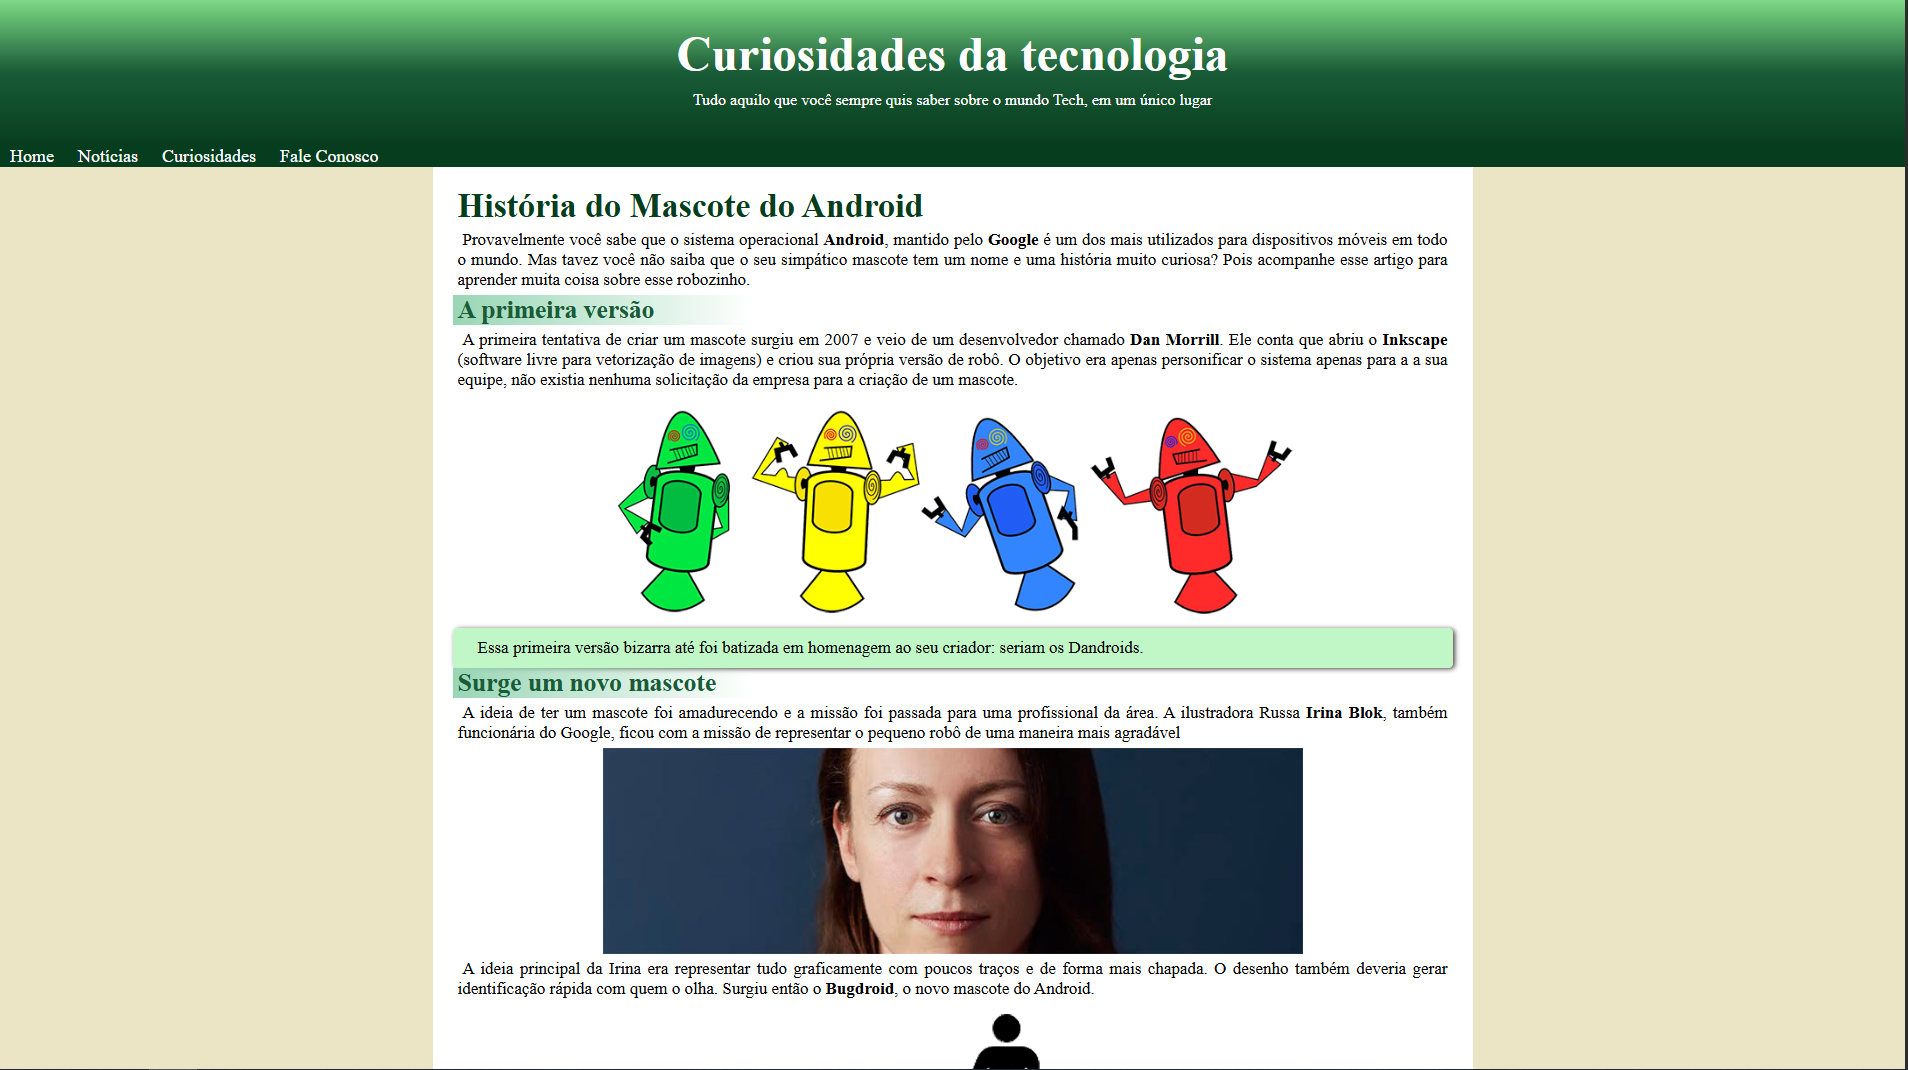 Curiosidades da tecnologia
Tudo aquilo que você sempre quis saber sobre o mundo Tech, em um único lugar
Home Notícias Curiosidades Fale Conosco
História do Mascote do Android
Provavelmente você sabe que o sistema operacional Android, mantido pelo Google é um dos mais utilizados para dispositivos móveis em todo
o mundo. Mas tavez você não saiba que o seu simpático mascote tem um nome e uma história muito curiosa? Pois acompanhe esse artigo para
aprender muita coisa sobre esse robozinho.
A primeira versão
A primeira tentativa de criar um mascote surgiu em 2007 e veio de um desenvolvedor chamado Dan Morrill. Ele conta que abriu o Inkscape
(software livre para vetorização de imagens) e criou sua própria versão de robô. O objetivo era apenas personificar o sistema apenas para a a sua
equipe, não existia nenhuma solicitação da empresa para a criação de um mascote.
Essa primeira versão bizarra até foi batizada em homenagem ao seu criador: seriam os Dandroids.
Surge um novo mascote
A ideia de ter um mascote foi amadurecendo e a missão foi passada para uma profissional da área. A ilustradora Russa Irina Blok, também
funcionária do Google, ficou com a missão de representar o pequeno robô de uma maneira mais agradável
A ideia principal da Irina era representar tudo graficamente com poucos traços e de forma mais chapada. O desenho também deveria gerar
identificação rápida com quem o olha. Surgiu então o Bugdroid, o novo mascote do Android.